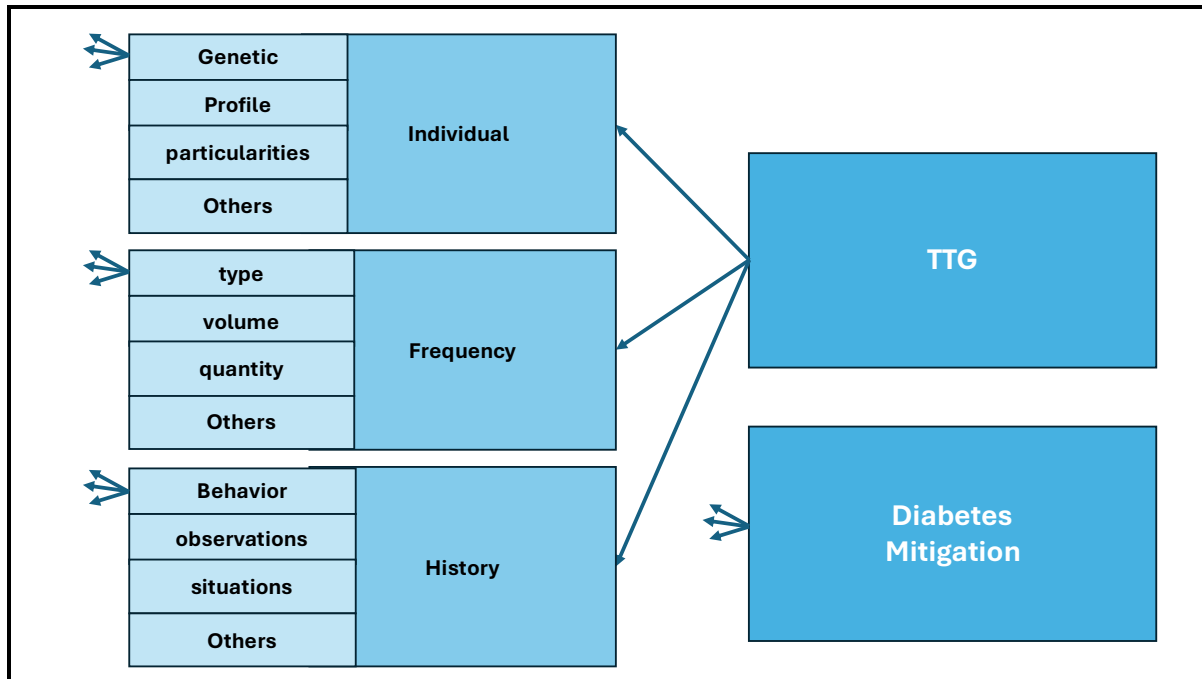 Genetic
Profile
particularities
Others
Individual
type
volume
quantity
Others
Frequency
Behavior
observations
situations
Others
History
TTG
Diabetes
Mitigation